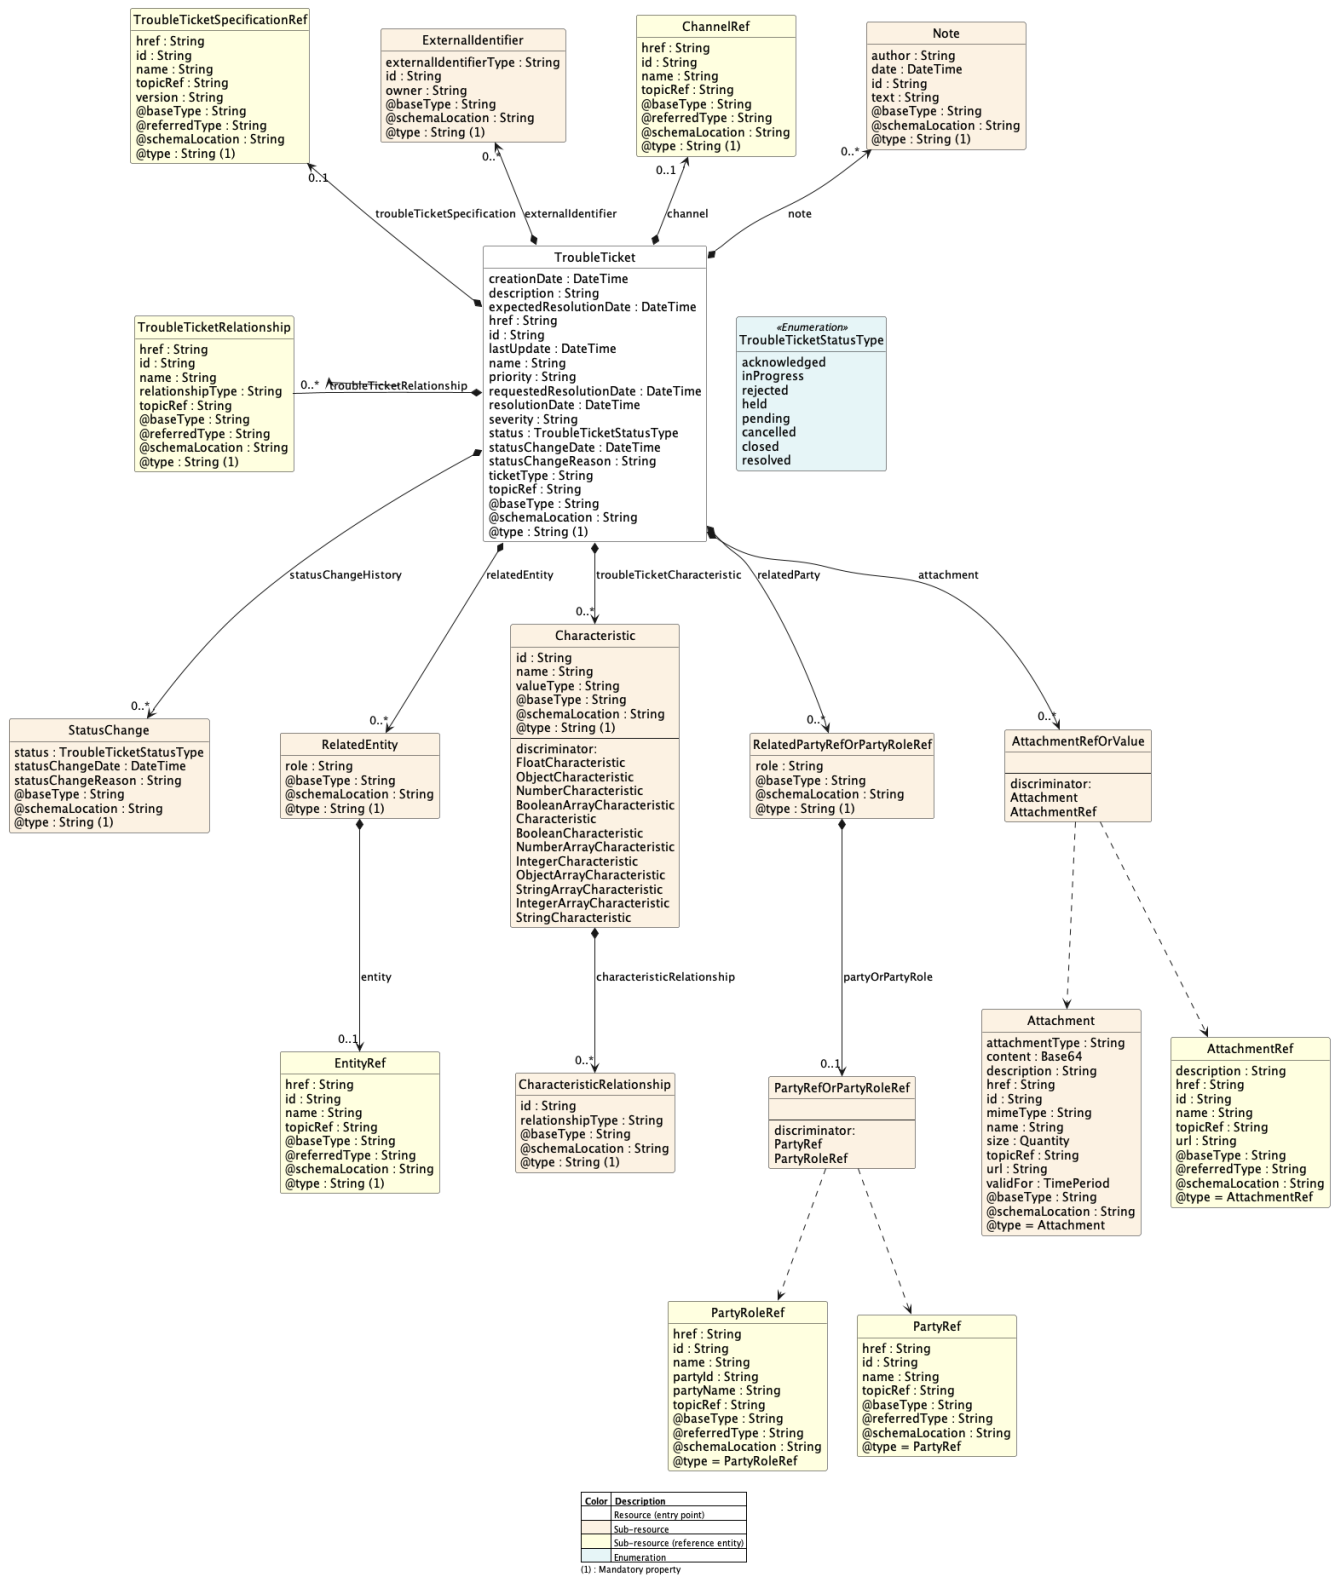 TroubleTicketSpecificationRef
href : String
id : String
name : String
topicRef : String
version : String
@baseType : String
@referredType : String
@schemaLocation : String
@type : String (1)
ExternalIdentifier
externalIdentifierType : String
id : String
owner : String
@baseType : String
@schemaLocation : String
@type : String (1)
ChannelRef
href : String
id : String
name : String
topicRef : String
@baseType : String
@referredType : String
@schemaLocation : String
@type : String (1)
Note
author : String
date : DateTime
id : String
text : String
@baseType : String
@schemaLocation : String
@type : String (1)
0..1
0..*
0..1
0..*
troubleTicketSpecification
externalIdentifier
channel
note
TroubleTicket
creationDate : DateTime
description : String
expectedResolutionDate : DateTime
href : String
id : String
lastUpdate : DateTime
name : String
priority : String
requestedResolutionDate : DateTime
resolutionDate : DateTime
severity : String
status : TroubleTicketStatusType
statusChangeDate : DateTime
statusChangeReason : String
ticketType : String
topicRef : String
@baseType : String
@schemaLocation : String
@type : String (1)
TroubleTicketRelationship
href : String
id : String
name : String
relationshipType : String
topicRef : String
@baseType : String
@referredType : String
@schemaLocation : String
@type : String (1)
0..*
troubleTicketRelationship
«Enumeration»
TroubleTicketStatusType
acknowledged
inProgress
rejected
held
pending
cancelled
closed
resolved
statusChangeHistory
relatedEntity
troubleTicketCharacteristic
relatedParty
attachment
0..*
0..*
0..*
0..*
0..*
StatusChange
status : TroubleTicketStatusType
statusChangeDate : DateTime
statusChangeReason : String
@baseType : String
@schemaLocation : String
@type : String (1)
RelatedEntity
role : String
@baseType : String
@schemaLocation : String
@type : String (1)
Characteristic
id : String
name : String
valueType : String
@baseType : String
@schemaLocation : String
@type : String (1)
discriminator:
FloatCharacteristic
ObjectCharacteristic
NumberCharacteristic
BooleanArrayCharacteristic
Characteristic
BooleanCharacteristic
NumberArrayCharacteristic
IntegerCharacteristic
ObjectArrayCharacteristic
StringArrayCharacteristic
IntegerArrayCharacteristic
StringCharacteristic
RelatedPartyRefOrPartyRoleRef
role : String
@baseType : String
@schemaLocation : String
@type : String (1)
AttachmentRefOrValue
discriminator:
Attachment
AttachmentRef
entity
characteristicRelationship
partyOrPartyRole
0..1
0..*
0..1
EntityRef
href : String
id : String
name : String
topicRef : String
@baseType : String
@referredType : String
@schemaLocation : String
@type : String (1)
CharacteristicRelationship
id : String
relationshipType : String
@baseType : String
@schemaLocation : String
@type : String (1)
PartyRefOrPartyRoleRef
discriminator:
PartyRef
PartyRoleRef
Attachment
attachmentType : String
content : Base64
description : String
href : String
id : String
mimeType : String
name : String
size : Quantity
topicRef : String
url : String
validFor : TimePeriod
@baseType : String
@schemaLocation : String
@type = Attachment
AttachmentRef
description : String
href : String
id : String
name : String
topicRef : String
url : String
@baseType : String
@referredType : String
@schemaLocation : String
@type = AttachmentRef
PartyRoleRef
href : String
id : String
name : String
partyId : String
partyName : String
topicRef : String
@baseType : String
@referredType : String
@schemaLocation : String
@type = PartyRoleRef
PartyRef
href : String
id : String
name : String
topicRef : String
@baseType : String
@referredType : String
@schemaLocation : String
@type = PartyRef
Color Description
Resource (entry point)
Sub-resource
Sub-resource (reference entity)
Enumeration
(1) : Mandatory property